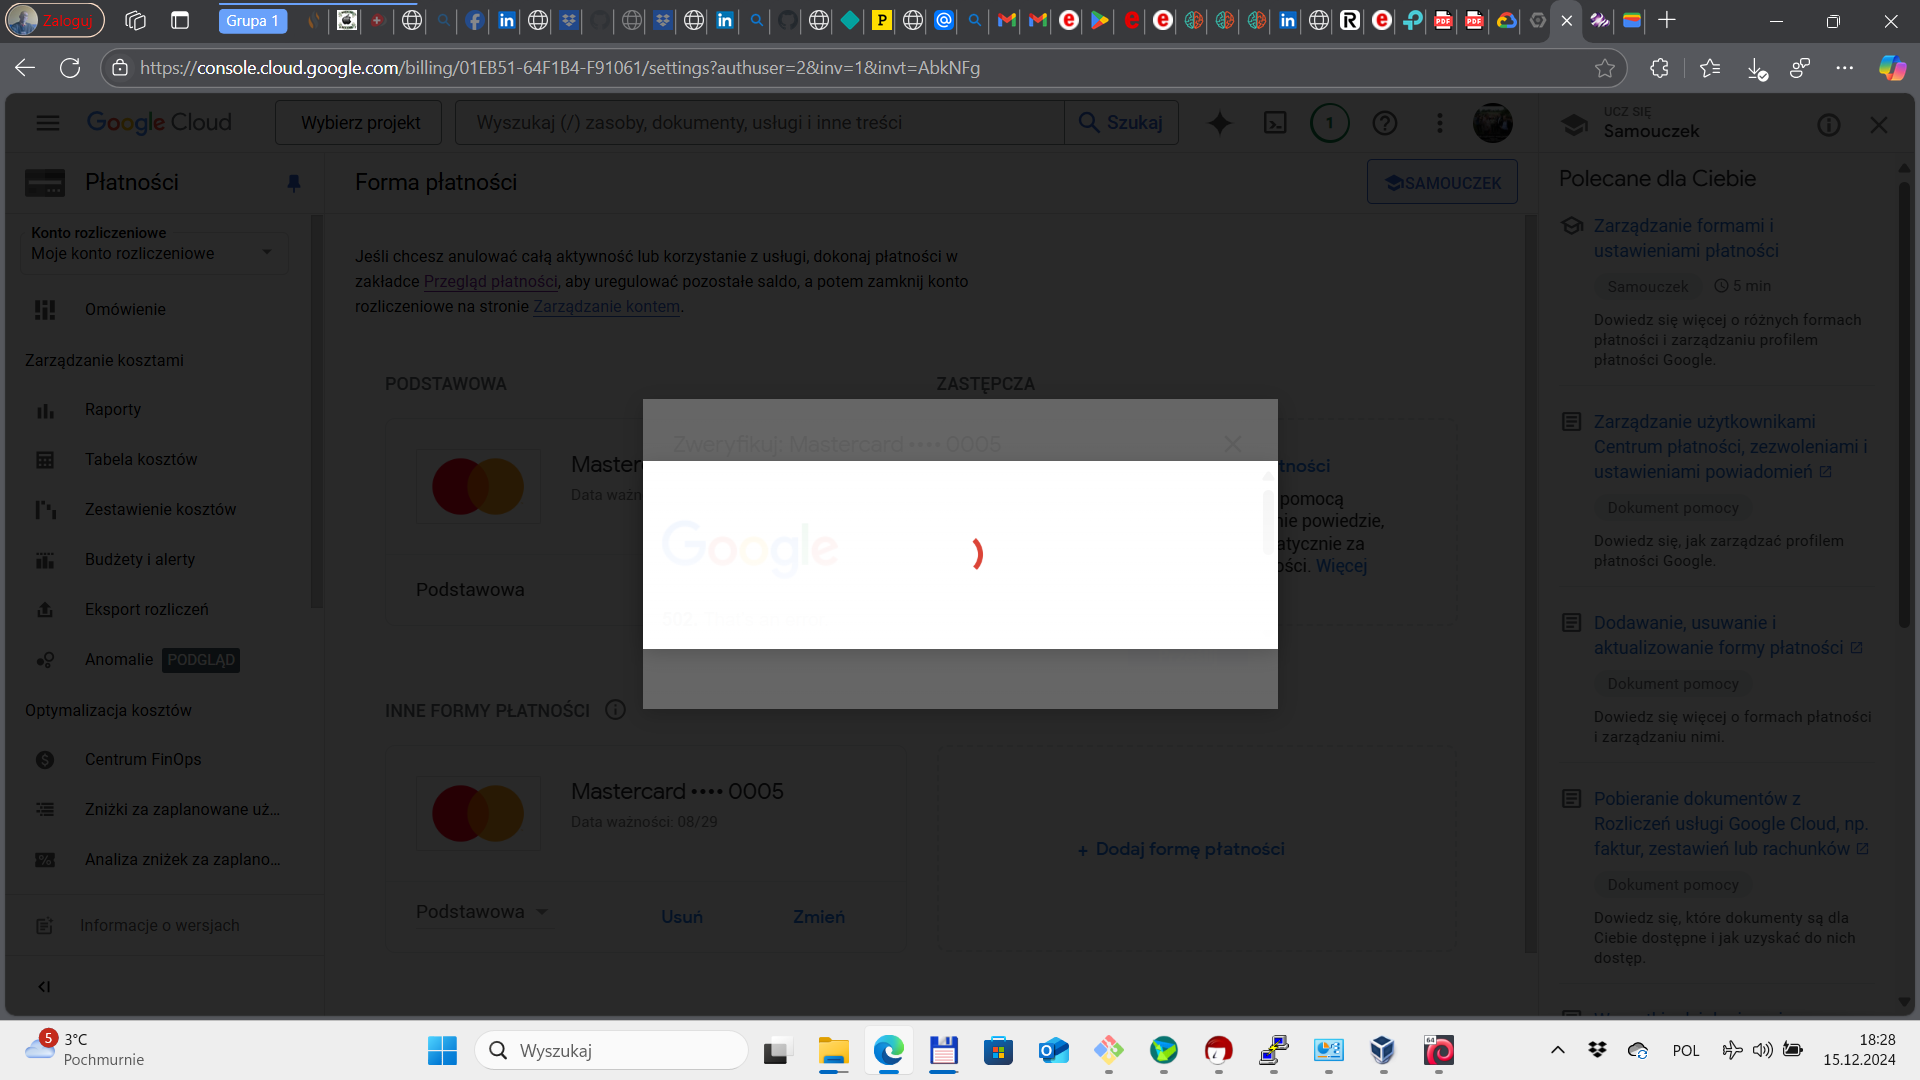 Zaloguj
Grupa 1
https://console.cloud.google.com/billing/01EB51-64F1B4-F91061/settings?authuser=2&inv=1&invt=AbkNFg
Google Cloud
Wybierz projekt
Wyszukaj (/) zasoby, dokumenty, usługi i inne treści
Szukaj
1
UCZ SIĘ
Samouczek
Płatności
Forma płatności
SAMOUCZEK
Konto rozliczeniowe
Moje konto rozliczeniowe
Omówienie
Zarządzanie kosztami
Raporty
Tabela kosztów
Zestawienie kosztów
Budżety i alerty
Eksport rozliczeń
Anomalie PODGLĄD
Optymalizacja kosztów
Centrum FinOps
Zniżki za zaplanowane uż...
Analiza zniżek za zaplano...
Informacje o wersjach
Jeśli chcesz anulować całą aktywność lub korzystanie z usługi, dokonaj płatności w
zakładce Przegląd płatności, aby uregulować pozostałe saldo, a potem zamknij konto
rozliczeniowe na stronie Zarządzanie kontem.
PODSTAWOWA
ZASTĘPCZA
Master
Data ważn
Podstawowa
Zweryfikuj: Mastercard •••• 0005
Google
502.
tności
pomocą
nie powiedzie,
atycznie za
ości. Więcej
INNE FORMY PŁATNOŚCI
Mastercard •••• 0005
Data ważności: 08/29
Podstawowa
Usuń
Zmień
+ Dodaj formę płatności
Polecane dla Ciebie
Zarządzanie formami i
ustawieniami płatności
Samouczek
5 min
Dowiedz się więcej o różnych formach
płatności i zarządzaniu profilem
płatności Google.
Zarządzanie użytkownikami
Centrum płatności, zezwoleniami i
ustawieniami powiadomień
Dokument pomocy
Dowiedz się, jak zarządzać profilem
płatności Google.
Dodawanie, usuwanie i
aktualizowanie formy płatności
Dokument pomocy
Dowiedz się więcej o formach płatności
i zarządzaniu nimi.
Pobieranie dokumentów z
Rozliczeń usługi Google Cloud, np.
faktur, zestawień lub rachunków
Dokument pomocy
Dowiedz się, które dokumenty są dla
Ciebie dostępne i jak uzyskać do nich
dostęp.
5
3°C
Pochmurnie
Wyszukaj
POL
18:28
15.12.2024